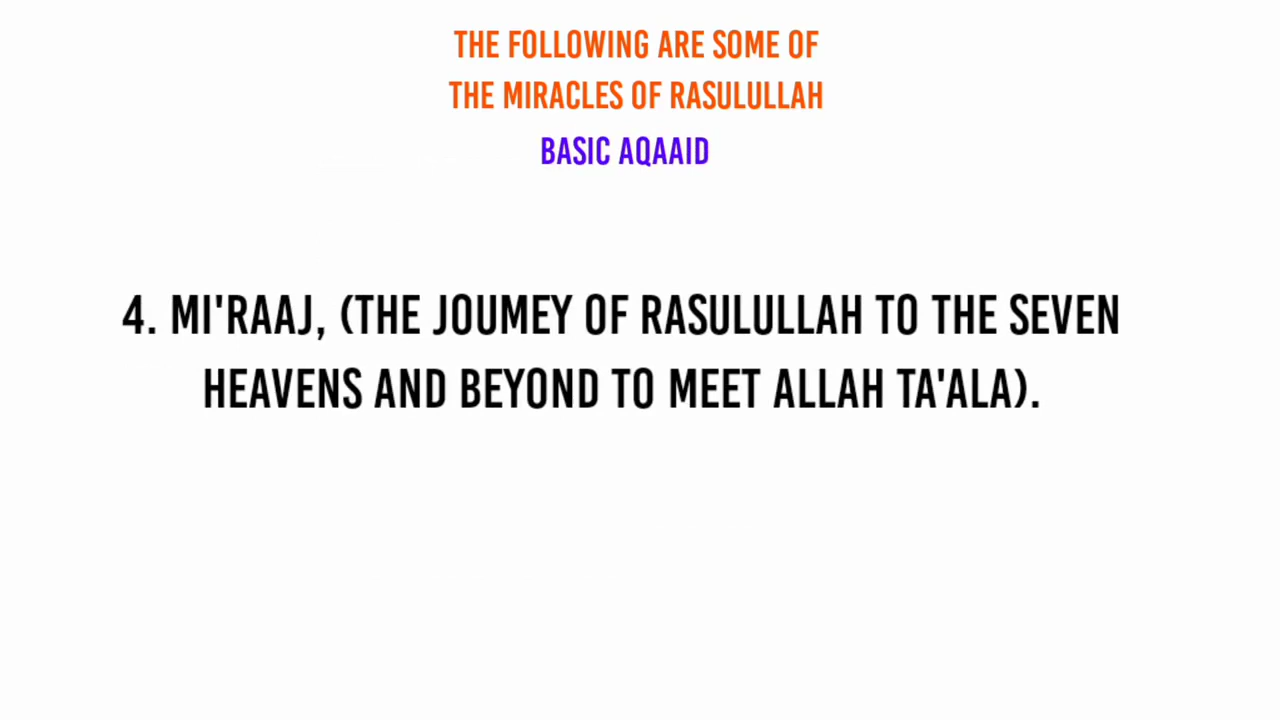 THE FOLLOWING ARE SOME OF
THE MIRACLES OF RASULULLAH
BASIC AQAAID
4. MI'RAAJ, (THE JOUMEY OF RASULULLAH TO THE SEVEN
HEAVENS AND BEYOND TO MEET ALLAH TA'ALA).